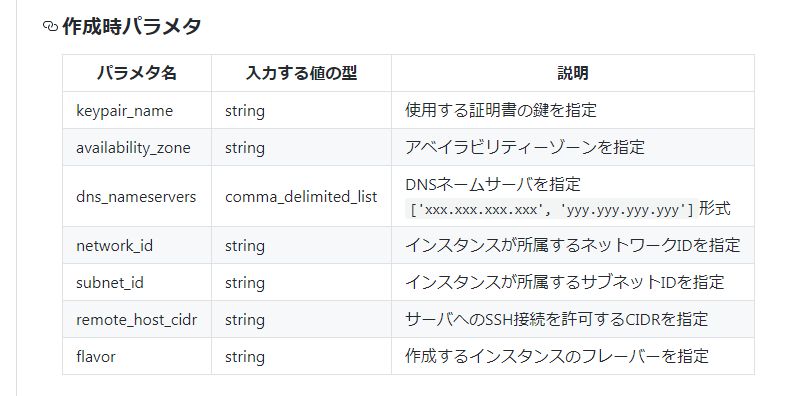 作成時パラメタ
パラメタ名 入力する値の型 説明
keypair_name string 使用する証明書の鍵を指定
availability_zone string アベイラビリティーゾーンを指定
dns_nameservers comma_delimited_list DNSネームサーバを指定
['xxx.xxx.xxx.xxx', 'yyy.yyy.yyy.yyy'] 形式
network_id string インスタンスが所属するネットワークIDを指定
subnet_id string インスタンスが所属するサブネットIDを指定
remote_host_cidr string サーバへのSSH接続を許可するCIDRを指定
flavor string 作成するインスタンスのフレーバーを指定